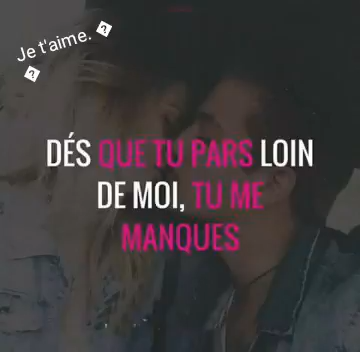 Je t'aime. �
�
DÉS QUE TU PARS LOIN
DE MOI, TU ME
MANQUES